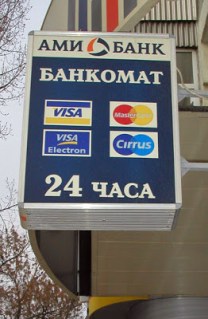 АМИ БАНК
БАНКОМАТ
VISA MasterCard
VISA Electron Cirrus
24 ЧАСА